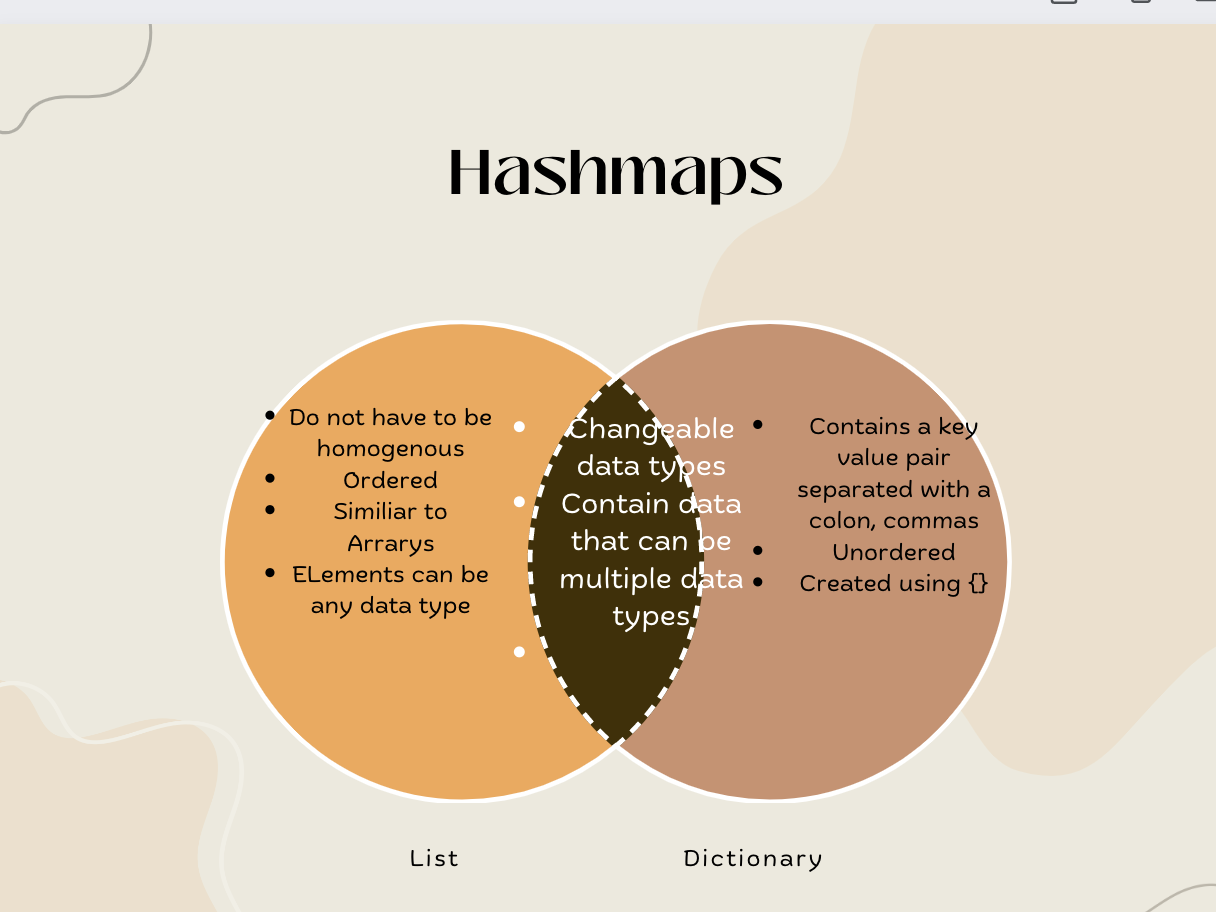 Hashmaps
Do not have to be
homogenous
Ordered
Similiar to
Arrarys
ELements can be
any data type
Changeable
data types
Contain data
that can be
multiple data
types
Contains a key
value pair
separated with a
colon, commas
Unordered
Created using {}
List
Dictionary